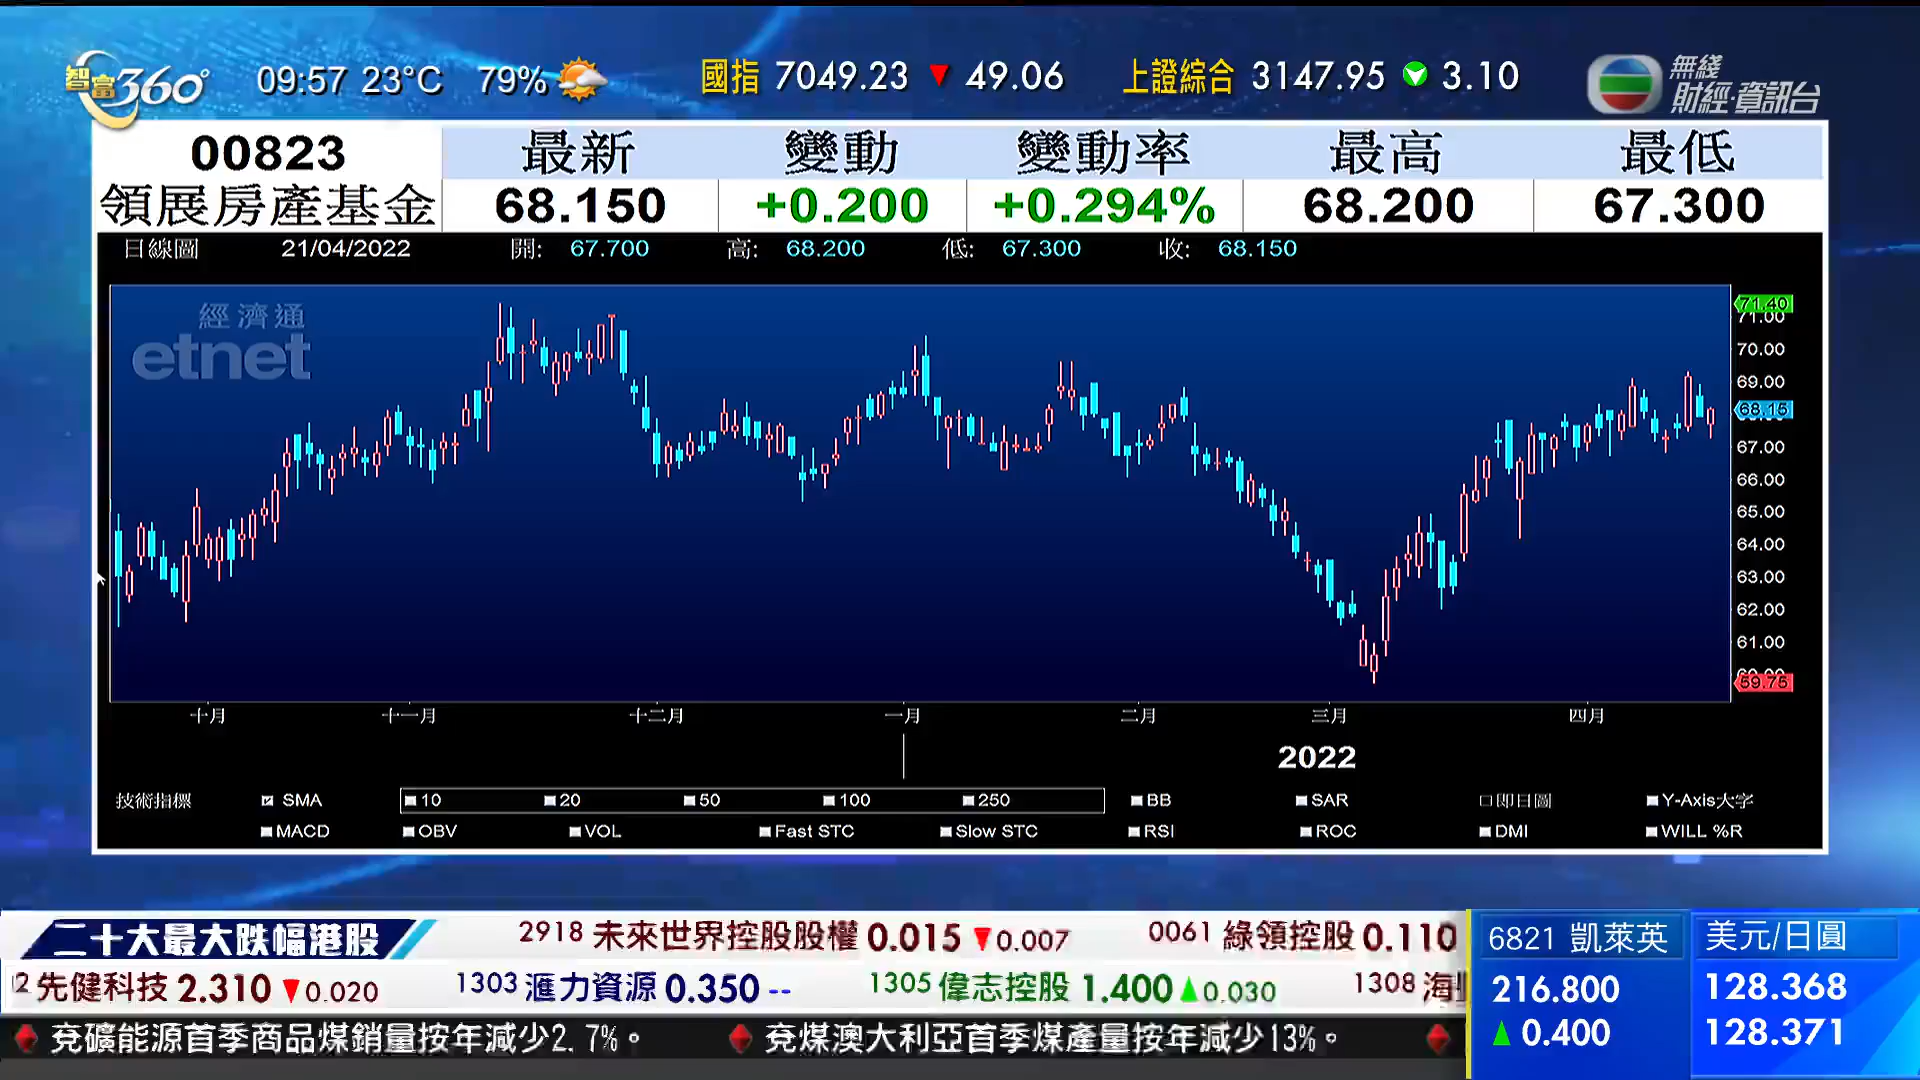 智富360°
09:57 23°C 79%
國指 7049.23 ▼ 49.06 上證綜合 3147.95 3.10
無綫
財經·資訊台
00823 最新 變動 變動率 最高 最低
領展房產基金 68.150 +0.200 +0.294% 68.200 67.300
日線圖 21/04/2022 開: 67.700 高: 68.200 低: 67.300 收: 68.150
經濟通
etnet
71.40
71.00
70.00
69.00
68.15
67.00
66.00
65.00
64.00
63.00
62.00
61.00
59.75
十月 十一月 十二月 一月 二月 三月 四月
2022
技術指標 SMA 10 20 50 100 250 BB SAR 即日圖 Y-Axis大字
MACD OBV VOL Fast STC Slow STC RSI ROC DMI WILL %R
二十大最大跌幅港股 2918 未來世界控股股權 0.015 ▼0.007 0061 綠領控股 0.110
2 先健科技 2.310 ▼0.020 1303 滙力資源 0.350 -- 1305 偉志控股 1.400 ▲0.030 1308 海
兗礦能源首季商品煤銷量按年減少2.7%。 兗煤澳大利亞首季煤產量按年減少13%。
6821 凱萊英
216.800
▲ 0.400
美元/日圓
128.368
128.371